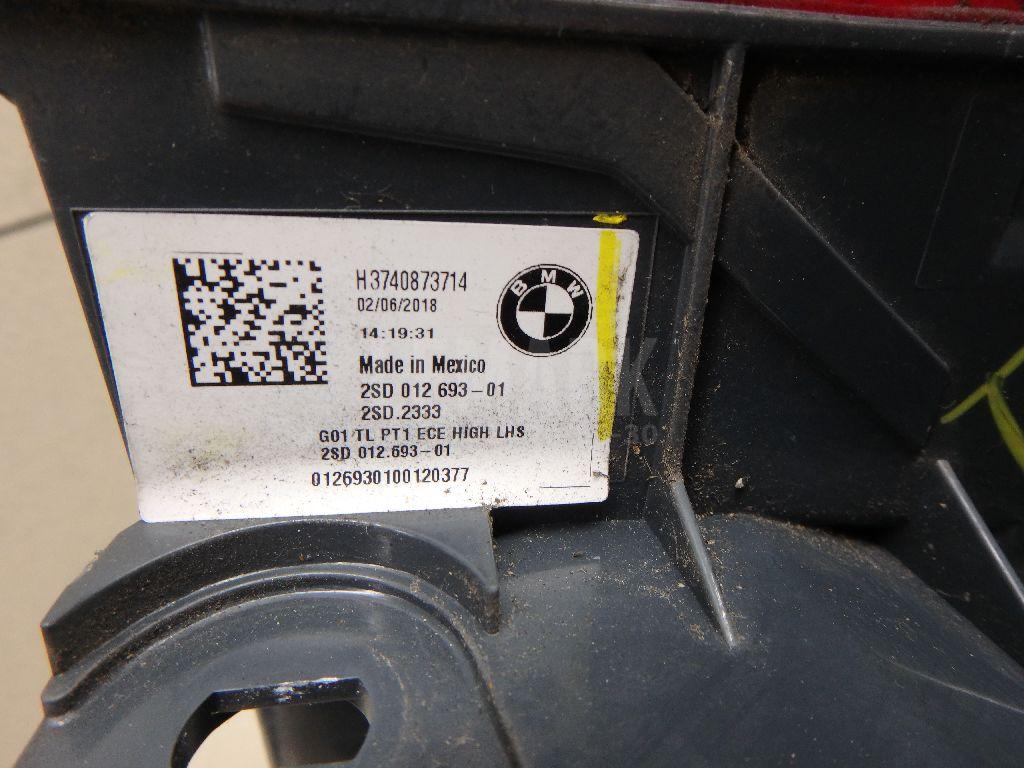 H3740873714
02/06/2018
14:19:31
BMW
Made in Mexico
2SD 012 693-01
2SD.2333
G01 TL PT1 ECE HIGH LHS
2SD 012.693-01
0126930100120377